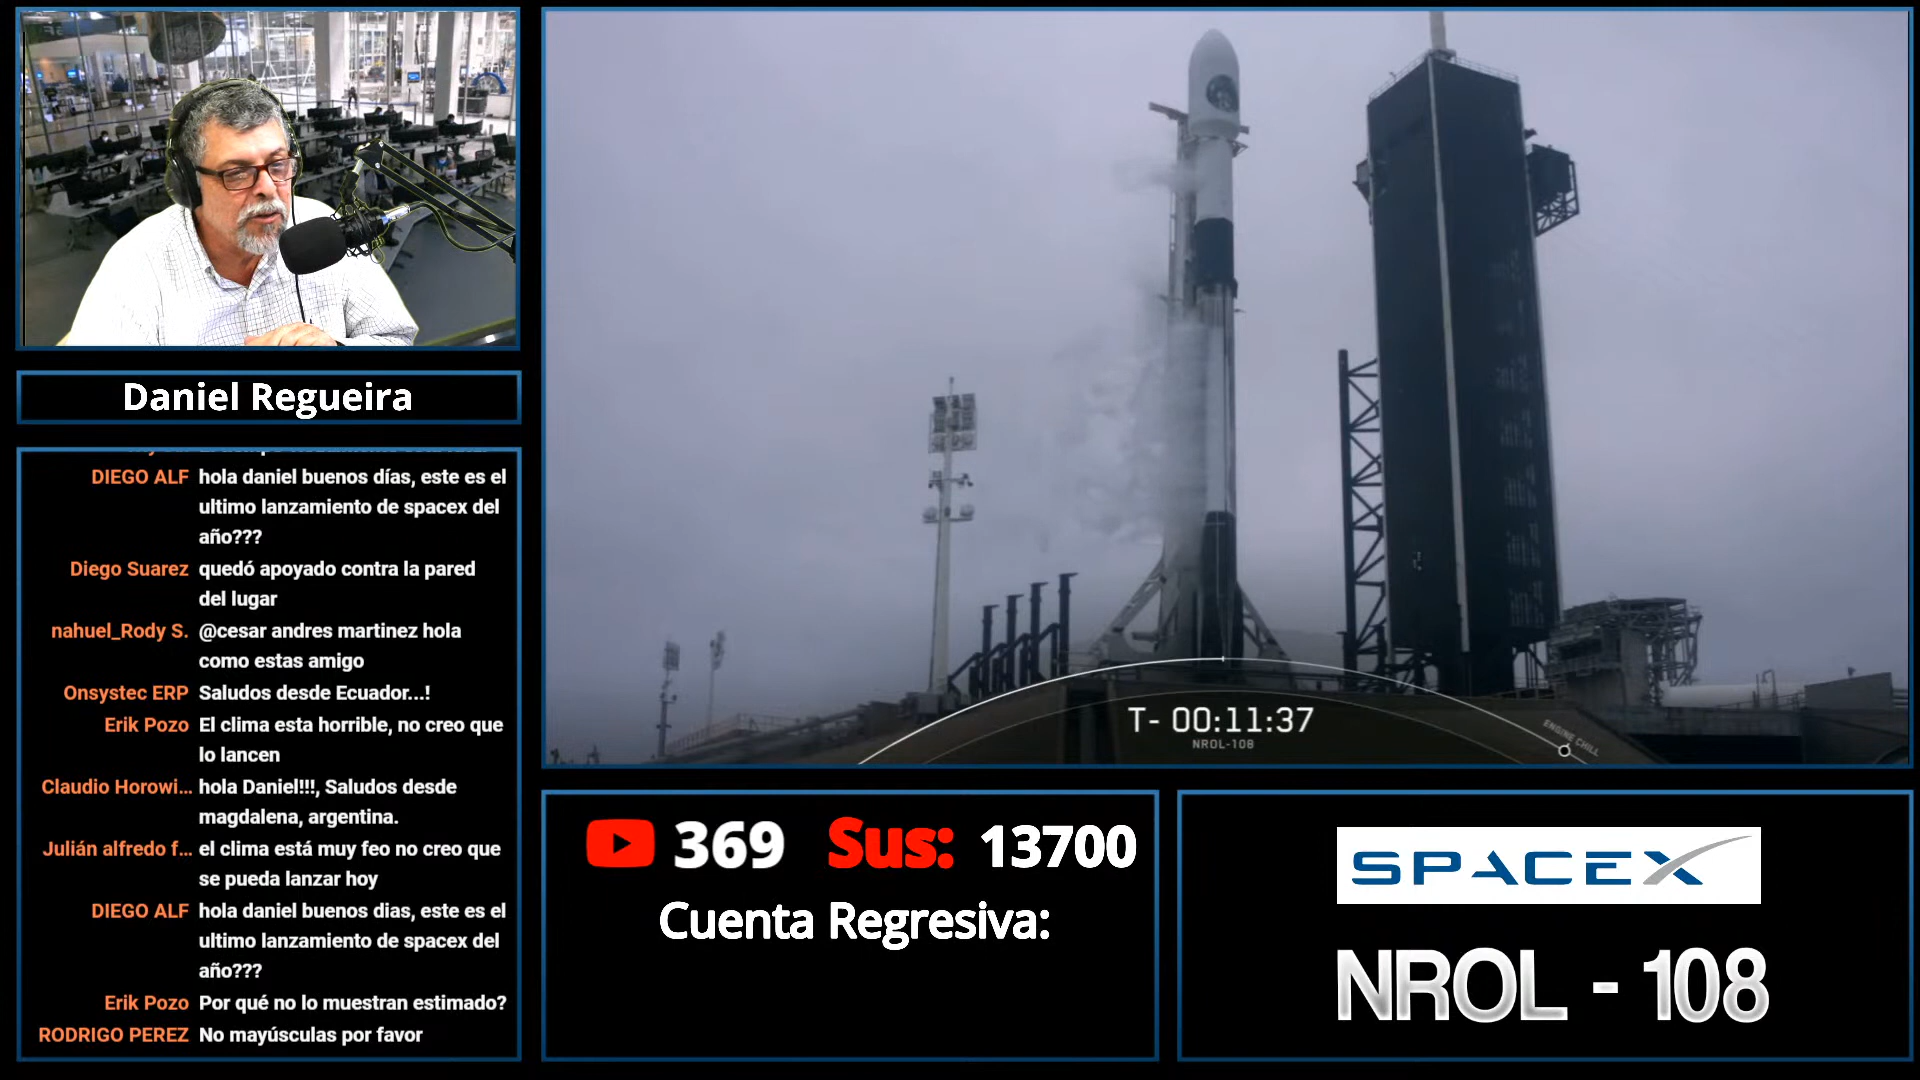 Daniel Regueira
DIEGO ALF hola daniel buenos días, este es el
ultimo lanzamiento de spacex del
año???
Diego Suarez quedó apoyado contra la pared
del lugar
nahuel_Rody S. @cesar andres martinez hola
como estas amigo
Onsystec ERP Saludos desde Ecuador...!
Erik Pozo El clima esta horrible, no creo que
lo lancen
Claudio Horowi... hola Daniel!!!, Saludos desde
magdalena, argentina.
Julián alfredo f... el clima está muy feo no creo que
se pueda lanzar hoy
DIEGO ALF hola daniel buenos dias, este es el
ultimo lanzamiento de spacex del
año???
Erik Pozo Por qué no lo muestran estimado?
RODRIGO PEREZ No mayúsculas por favor
T- 00:11:37
NROL-108
ENGINE CHILL
369 Sus: 13700
Cuenta Regresiva:
SPACEX
NROL - 108